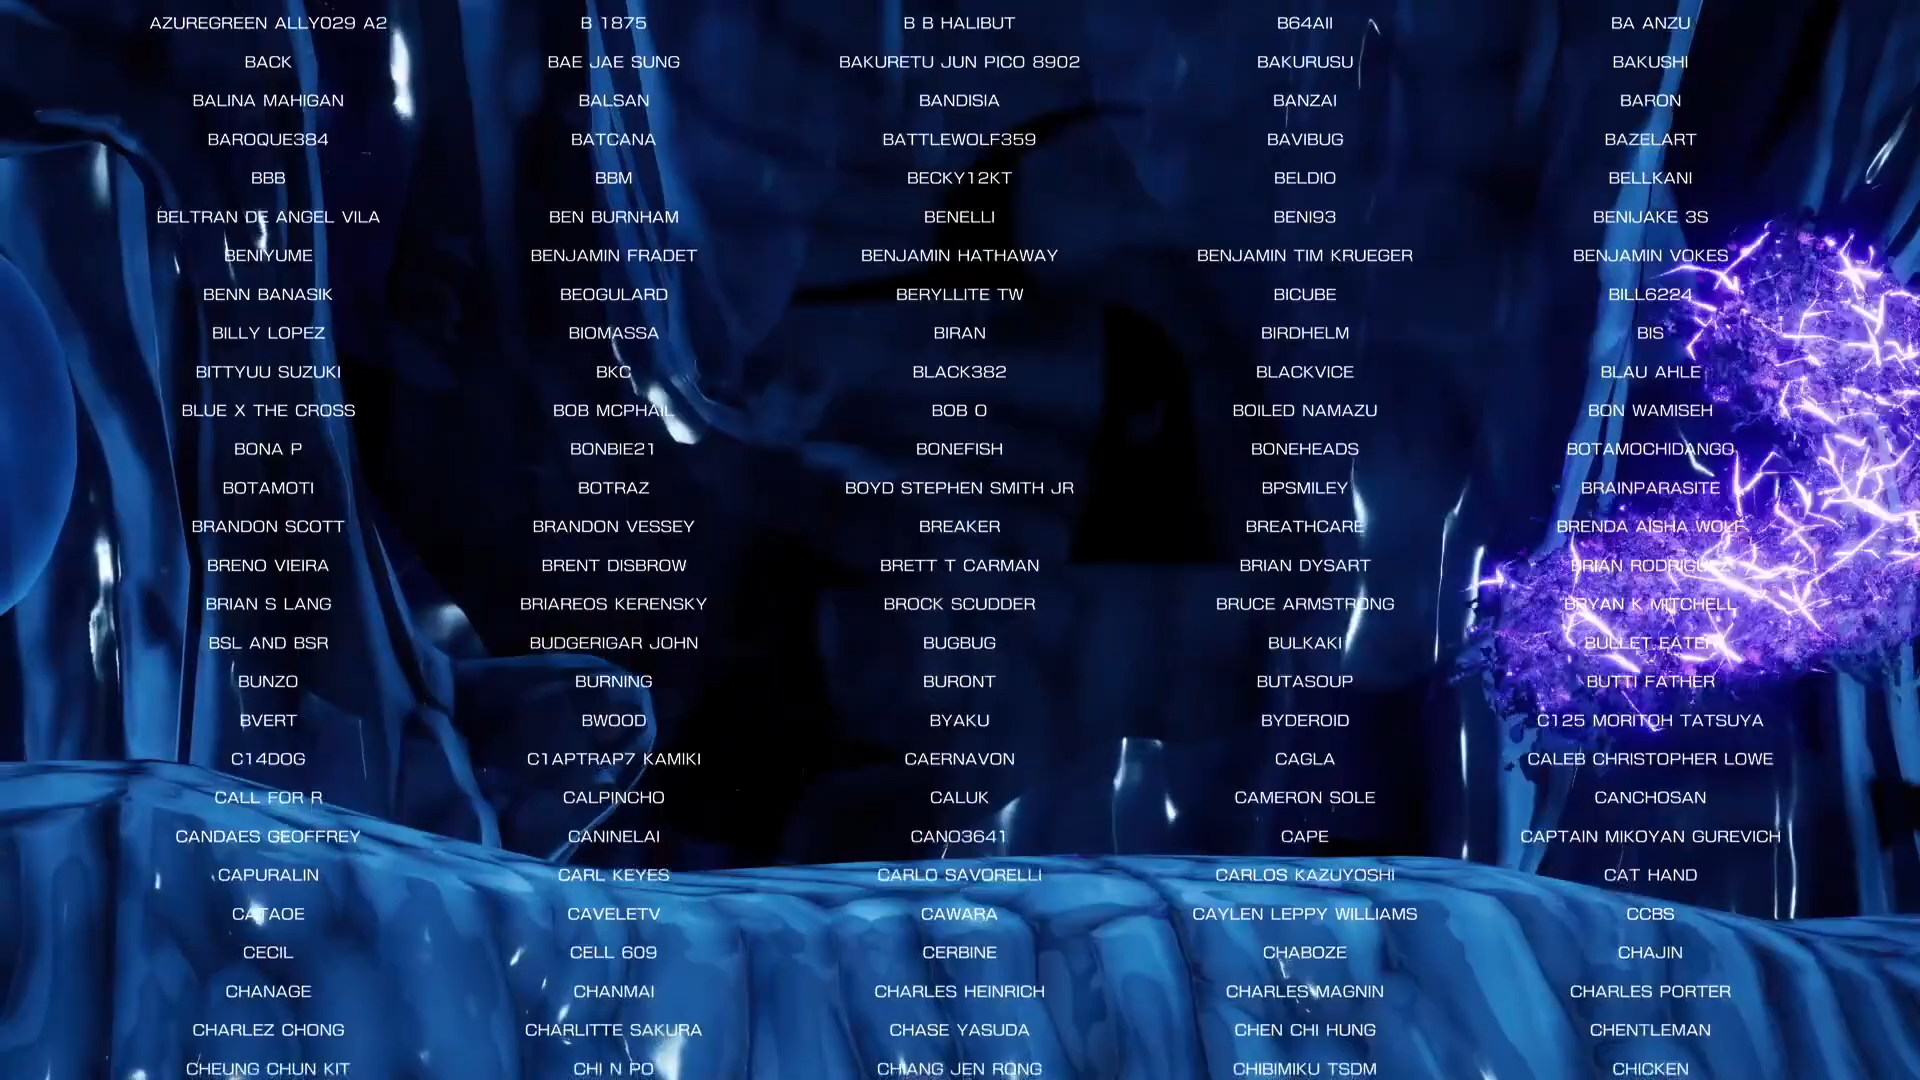 AZUREGREEN ALLY029 A2 B 1875 B B HALIBUT B64AII BA ANZU
BACK BAE JAE SUNG BAKURETU JUN PICO 8902 BAKURUSU BAKUSHI
BALINA MAHIGAN BALSAN BANDISIA BANZAI BARON
BAROQUE384 BATCANA BATTLEWOLF359 BAVIBUG BAZELART
BBB BBM BECKY12KT BELDIO BELLKANI
BELTRAN DE ANGEL VILA BEN BURNHAM BENELLI BENI93 BENIJAKE 3S
BENIYUME BENJAMIN FRADET BENJAMIN HATHAWAY BENJAMIN TIM KRUEGER BENJAMIN VOKES
BENN BANASIK BEOGULARD BERYLLITE TW BICUBE BILL6224
BILLY LOPEZ BIOMASSA BIRAN BIRDHELM BIS
BITTYUU SUZUKI BKC BLACK382 BLACKVICE BLAU AHLE
BLUE X THE CROSS BOB MCPHAIL BOB O BOILED NAMAZU BON WAMISEH
BONA P BONBIE21 BONEFISH BONEHEADS BOTAMOCHIDANGO
BOTAMOTI BOTRAZ BOYD STEPHEN SMITH JR BPSMILEY BRAINPARASITE
BRANDON SCOTT BRANDON VESSEY BREAKER BREATHCARE BRENDA AISHA WOLF
BRENO VIEIRA BRENT DISBROW BRETT T CARMAN BRIAN DYSART BRIAN RODRIGUEZ
BRIAN S LANG BRIAREOS KERENSKY BROCK SCUDDER BRUCE ARMSTRONG BRYAN K MITCHELL
BSL AND BSR BUDGERIGAR JOHN BUGBUG BULKAKI BULLET EATER
BUNZO BURNING BURONT BUTASOUP BUTTI FATHER
BVERT BWOOD BYAKU BYDEROID C125 MORITOH TATSUYA
C14DOG C1APTRAP7 KAMIKI CAERNAVON CAGLA CALEB CHRISTOPHER LOWE
CALL FOR R CALPINCHO CALUK CAMERON SOLE CANCHOSAN
CANDAES GEOFFREY CANINELAI CANO3641 CAPE CAPTAIN MIKOYAN GUREVICH
CAPURALIN CARL KEYES CARLO SAVORELLI CARLOS KAZUYOSHI CAT HAND
CATAOE CAVELETV CAWARA CAYLEN LEPPY WILLIAMS CCBS
CECIL CELL 609 CERBINE CHABOZE CHAJIN
CHANAGE CHANMAI CHARLES HEINRICH CHARLES MAGNIN CHARLES PORTER
CHARLEZ CHONG CHARLITTE SAKURA CHASE YASUDA CHEN CHI HUNG CHENTLEMAN
CHEUNG CHUN KIT CHI N PO CHIANG JEN RONG CHIBIMIKU TSDM CHICKEN